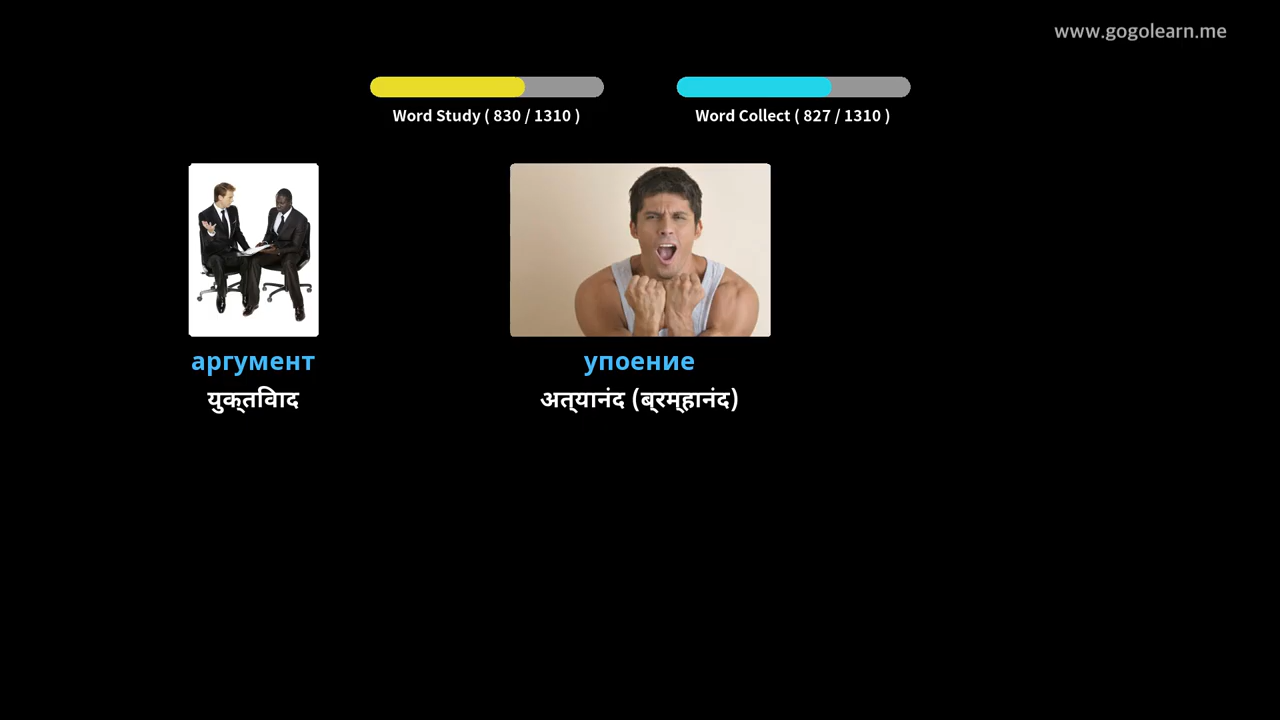 www.gogolearn.me
Word Study ( 830 / 1310 )
Word Collect ( 827 / 1310 )
аргумент
युक्तिवाद
упоение
अत्यानंद (ब्रम्हानंद)